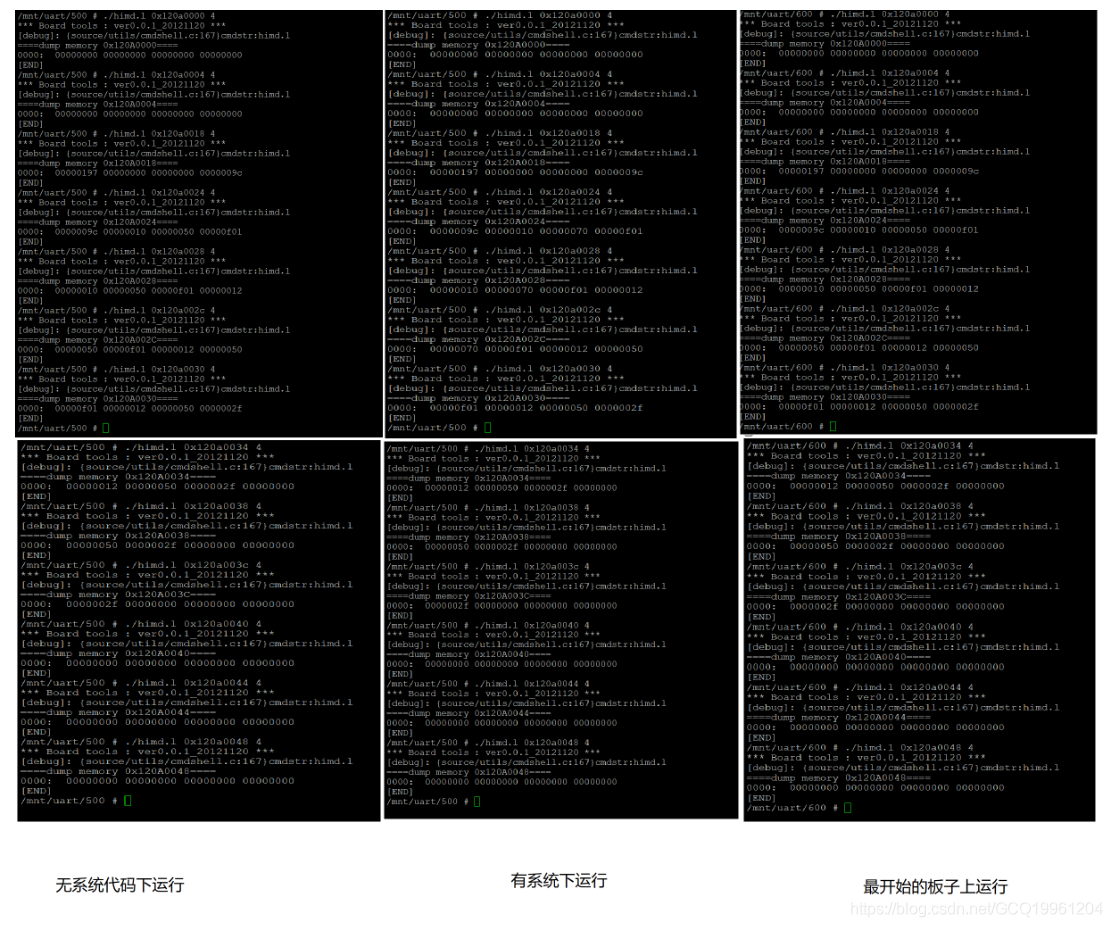 /mnt/uart/500 # ./himd.l 0x120a0000 4
*** Board tools : ver0.0.1_20121120 ***
[debug]: {source/utils/cmdshell.c:167}cmdstr:himd.l
====dump memory 0x120A0000====
0000:  00000000 00000000 00000000 00000000
[END]
/mnt/uart/500 # ./himd.l 0x120a0004 4
*** Board tools : ver0.0.1_20121120 ***
[debug]: {source/utils/cmdshell.c:167}cmdstr:himd.l
====dump memory 0x120A0004====
0000:  00000000 00000000 00000000 00000000
[END]
/mnt/uart/500 # ./himd.l 0x120a0018 4
*** Board tools : ver0.0.1_20121120 ***
[debug]: {source/utils/cmdshell.c:167}cmdstr:himd.l
====dump memory 0x120A0018====
0000:  00000197 00000000 00000000 0000009c
[END]
/mnt/uart/500 # ./himd.l 0x120a0024 4
*** Board tools : ver0.0.1_20121120 ***
[debug]: {source/utils/cmdshell.c:167}cmdstr:himd.l
====dump memory 0x120A0024====
0000:  0000009c 00000010 00000050 00000f01
[END]
/mnt/uart/500 # ./himd.l 0x120a0028 4
*** Board tools : ver0.0.1_20121120 ***
[debug]: {source/utils/cmdshell.c:167}cmdstr:himd.l
====dump memory 0x120A0028====
0000:  00000010 00000050 00000f01 00000012
[END]
/mnt/uart/500 # ./himd.l 0x120a002c 4
*** Board tools : ver0.0.1_20121120 ***
[debug]: {source/utils/cmdshell.c:167}cmdstr:himd.l
====dump memory 0x120A002C====
0000:  00000050 00000f01 00000012 00000050
[END]
/mnt/uart/500 # ./himd.l 0x120a0030 4
*** Board tools : ver0.0.1_20121120 ***
[debug]: {source/utils/cmdshell.c:167}cmdstr:himd.l
====dump memory 0x120A0030====
0000:  00000f01 00000012 00000050 0000002f
[END]
/mnt/uart/500 #
/mnt/uart/500 # ./himd.l 0x120a0000 4
*** Board tools : ver0.0.1_20121120 ***
[debug]: {source/utils/cmdshell.c:167}cmdstr:himd.l
====dump memory 0x120A0000====
0000:  00000000 00000000 00000000 00000000
[END]
/mnt/uart/500 # ./himd.l 0x120a0004 4
*** Board tools : ver0.0.1_20121120 ***
[debug]: {source/utils/cmdshell.c:167}cmdstr:himd.l
====dump memory 0x120A0004====
0000:  00000000 00000000 00000000 00000000
[END]
/mnt/uart/500 # ./himd.l 0x120a0018 4
*** Board tools : ver0.0.1_20121120 ***
[debug]: {source/utils/cmdshell.c:167}cmdstr:himd.l
====dump memory 0x120A0018====
0000:  00000197 00000000 00000000 0000009c
[END]
/mnt/uart/500 # ./himd.l 0x120a0024 4
*** Board tools : ver0.0.1_20121120 ***
[debug]: {source/utils/cmdshell.c:167}cmdstr:himd.l
====dump memory 0x120A0024====
0000:  0000009c 00000010 00000070 00000f01
[END]
/mnt/uart/500 # ./himd.l 0x120a0028 4
*** Board tools : ver0.0.1_20121120 ***
[debug]: {source/utils/cmdshell.c:167}cmdstr:himd.l
====dump memory 0x120A0028====
0000:  00000010 00000070 00000f01 00000012
[END]
/mnt/uart/500 # ./himd.l 0x120a002c 4
*** Board tools : ver0.0.1_20121120 ***
[debug]: {source/utils/cmdshell.c:167}cmdstr:himd.l
====dump memory 0x120A002C====
0000:  00000070 00000f01 00000012 00000050
[END]
/mnt/uart/500 # ./himd.l 0x120a0030 4
*** Board tools : ver0.0.1_20121120 ***
[debug]: {source/utils/cmdshell.c:167}cmdstr:himd.l
====dump memory 0x120A0030====
0000:  00000f01 00000012 00000050 0000002f
[END]
/mnt/uart/500 #
/mnt/uart/600 # ./himd.l 0x120a0000 4
*** Board tools : ver0.0.1_20121120 ***
[debug]: {source/utils/cmdshell.c:167}cmdstr:himd.l
====dump memory 0x120A0000====
0000:  00000000 00000000 00000000 00000000
[END]
/mnt/uart/600 # ./himd.l 0x120a0004 4
*** Board tools : ver0.0.1_20121120 ***
[debug]: {source/utils/cmdshell.c:167}cmdstr:himd.l
====dump memory 0x120A0004====
0000:  00000000 00000000 00000000 00000000
[END]
/mnt/uart/600 # ./himd.l 0x120a0018 4
*** Board tools : ver0.0.1_20121120 ***
[debug]: {source/utils/cmdshell.c:167}cmdstr:himd.l
====dump memory 0x120A0018====
0000:  00000197 00000000 00000000 0000009c
[END]
/mnt/uart/600 # ./himd.l 0x120a0024 4
*** Board tools : ver0.0.1_20121120 ***
[debug]: {source/utils/cmdshell.c:167}cmdstr:himd.l
====dump memory 0x120A0024====
0000:  0000009c 00000010 00000050 00000f01
[END]
/mnt/uart/600 # ./himd.l 0x120a0028 4
*** Board tools : ver0.0.1_20121120 ***
[debug]: {source/utils/cmdshell.c:167}cmdstr:himd.l
====dump memory 0x120A0028====
0000:  00000010 00000050 00000f01 00000012
[END]
/mnt/uart/600 # ./himd.l 0x120a002c 4
*** Board tools : ver0.0.1_20121120 ***
[debug]: {source/utils/cmdshell.c:167}cmdstr:himd.l
====dump memory 0x120A002C====
0000:  00000050 00000f01 00000012 00000050
[END]
/mnt/uart/600 # ./himd.l 0x120a0030 4
*** Board tools : ver0.0.1_20121120 ***
[debug]: {source/utils/cmdshell.c:167}cmdstr:himd.l
====dump memory 0x120A0030====
0000:  00000f01 00000012 00000050 0000002f
[END]
/mnt/uart/600 #
/mnt/uart/500 # ./himd.l 0x120a0034 4
*** Board tools : ver0.0.1_20121120 ***
[debug]: {source/utils/cmdshell.c:167}cmdstr:himd.l
====dump memory 0x120A0034====
0000:  00000012 00000050 0000002f 00000000
[END]
/mnt/uart/500 # ./himd.l 0x120a0038 4
*** Board tools : ver0.0.1_20121120 ***
[debug]: {source/utils/cmdshell.c:167}cmdstr:himd.l
====dump memory 0x120A0038====
0000:  00000050 0000002f 00000000 00000000
[END]
/mnt/uart/500 # ./himd.l 0x120a003c 4
*** Board tools : ver0.0.1_20121120 ***
[debug]: {source/utils/cmdshell.c:167}cmdstr:himd.l
====dump memory 0x120A003C====
0000:  0000002f 00000000 00000000 00000000
[END]
/mnt/uart/500 # ./himd.l 0x120a0040 4
*** Board tools : ver0.0.1_20121120 ***
[debug]: {source/utils/cmdshell.c:167}cmdstr:himd.l
====dump memory 0x120A0040====
0000:  00000000 00000000 00000000 00000000
[END]
/mnt/uart/500 # ./himd.l 0x120a0044 4
*** Board tools : ver0.0.1_20121120 ***
[debug]: {source/utils/cmdshell.c:167}cmdstr:himd.l
====dump memory 0x120A0044====
0000:  00000000 00000000 00000000 00000000
[END]
/mnt/uart/500 # ./himd.l 0x120a0048 4
*** Board tools : ver0.0.1_20121120 ***
[debug]: {source/utils/cmdshell.c:167}cmdstr:himd.l
====dump memory 0x120A0048====
0000:  00000000 00000000 00000000 00000000
[END]
/mnt/uart/500 #
/mnt/uart/500 # ./himd.l 0x120a0034 4
*** Board tools : ver0.0.1_20121120 ***
[debug]: {source/utils/cmdshell.c:167}cmdstr:himd.l
====dump memory 0x120A0034====
0000:  00000012 00000050 0000002f 00000000
[END]
/mnt/uart/500 # ./himd.l 0x120a0038 4
*** Board tools : ver0.0.1_20121120 ***
[debug]: {source/utils/cmdshell.c:167}cmdstr:himd.l
====dump memory 0x120A0038====
0000:  00000050 0000002f 00000000 00000000
[END]
/mnt/uart/500 # ./himd.l 0x120a003c 4
*** Board tools : ver0.0.1_20121120 ***
[debug]: {source/utils/cmdshell.c:167}cmdstr:himd.l
====dump memory 0x120A003C====
0000:  0000002f 00000000 00000000 00000000
[END]
/mnt/uart/500 # ./himd.l 0x120a0040 4
*** Board tools : ver0.0.1_20121120 ***
[debug]: {source/utils/cmdshell.c:167}cmdstr:himd.l
====dump memory 0x120A0040====
0000:  00000000 00000000 00000000 00000000
[END]
/mnt/uart/500 # ./himd.l 0x120a0044 4
*** Board tools : ver0.0.1_20121120 ***
[debug]: {source/utils/cmdshell.c:167}cmdstr:himd.l
====dump memory 0x120A0044====
0000:  00000000 00000000 00000000 00000000
[END]
/mnt/uart/500 # ./himd.l 0x120a0048 4
*** Board tools : ver0.0.1_20121120 ***
[debug]: {source/utils/cmdshell.c:167}cmdstr:himd.l
====dump memory 0x120A0048====
0000:  00000000 00000000 00000000 00000000
[END]
/mnt/uart/500 #
/mnt/uart/600 # ./himd.l 0x120a0034 4
*** Board tools : ver0.0.1_20121120 ***
[debug]: {source/utils/cmdshell.c:167}cmdstr:himd.l
====dump memory 0x120A0034====
0000:  00000012 00000050 0000002f 00000000
[END]
/mnt/uart/600 # ./himd.l 0x120a0038 4
*** Board tools : ver0.0.1_20121120 ***
[debug]: {source/utils/cmdshell.c:167}cmdstr:himd.l
====dump memory 0x120A0038====
0000:  00000050 0000002f 00000000 00000000
[END]
/mnt/uart/600 # ./himd.l 0x120a003c 4
*** Board tools : ver0.0.1_20121120 ***
[debug]: {source/utils/cmdshell.c:167}cmdstr:himd.l
====dump memory 0x120A003C====
0000:  0000002f 00000000 00000000 00000000
[END]
/mnt/uart/600 # ./himd.l 0x120a0040 4
*** Board tools : ver0.0.1_20121120 ***
[debug]: {source/utils/cmdshell.c:167}cmdstr:himd.l
====dump memory 0x120A0040====
0000:  00000000 00000000 00000000 00000000
[END]
/mnt/uart/600 # ./himd.l 0x120a0044 4
*** Board tools : ver0.0.1_20121120 ***
[debug]: {source/utils/cmdshell.c:167}cmdstr:himd.l
====dump memory 0x120A0044====
0000:  00000000 00000000 00000000 00000000
[END]
/mnt/uart/600 # ./himd.l 0x120a0048 4
*** Board tools : ver0.0.1_20121120 ***
[debug]: {source/utils/cmdshell.c:167}cmdstr:himd.l
====dump memory 0x120A0048====
0000:  00000000 00000000 00000000 00000000
[END]
/mnt/uart/600 #
无系统代码下运行
有系统下运行
最开始的板子上运行
https://blog.csdn.net/GCQ19961204